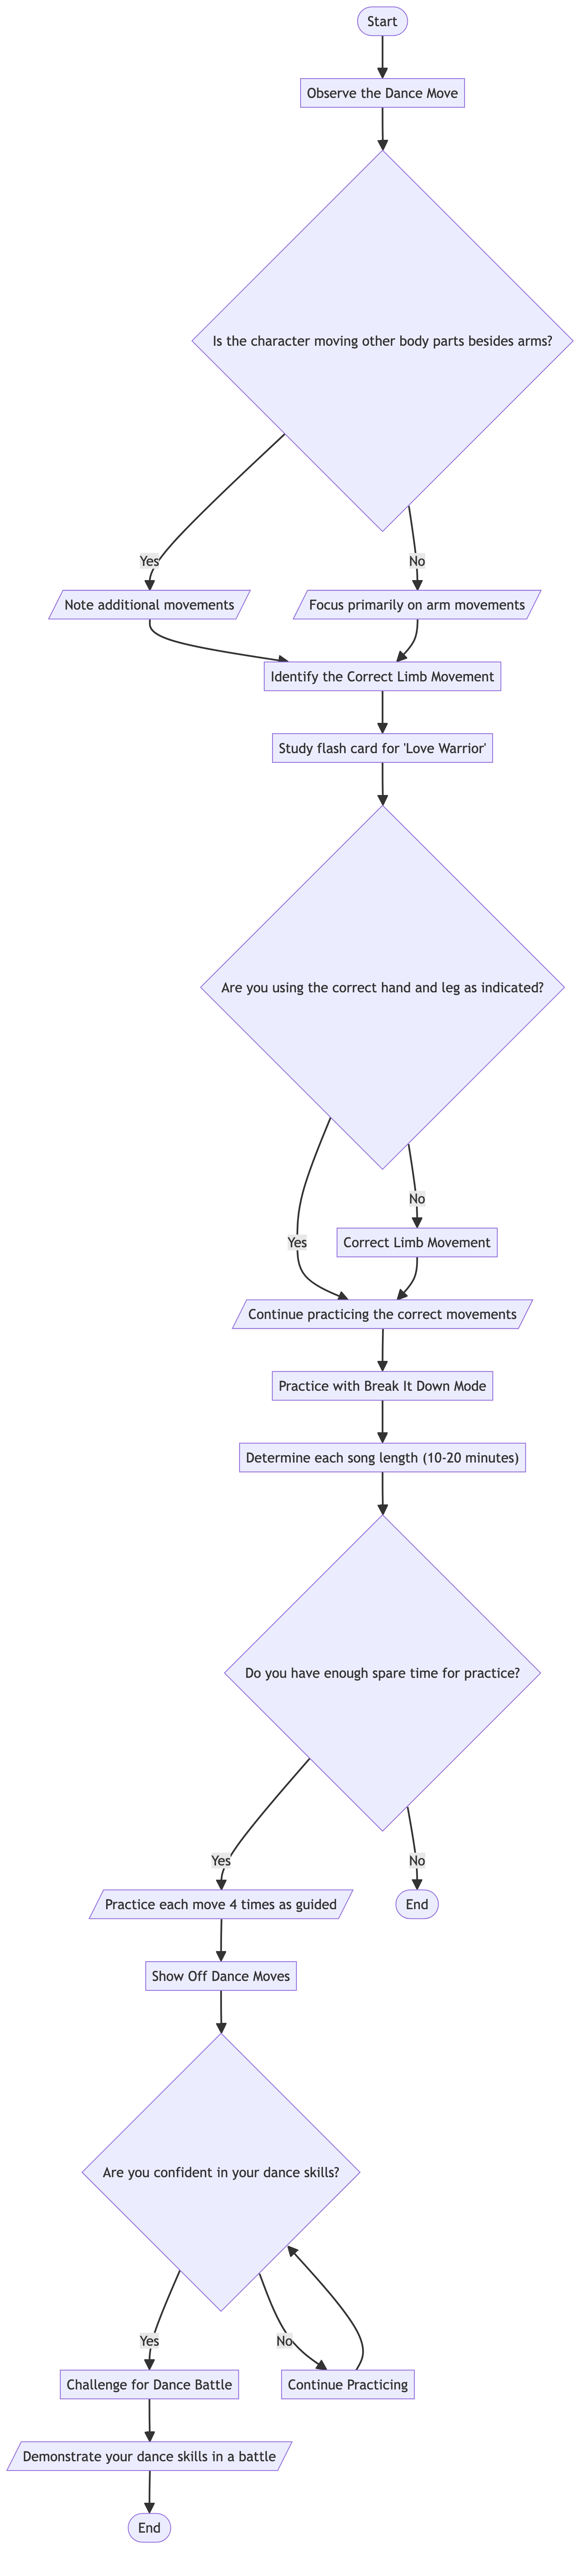 Start
Observe the Dance Move
Is the character moving other body parts besides arms?
Yes
No
Note additional movements
Focus primarily on arm movements
Identify the Correct Limb Movement
Study flash card for 'Love Warrior'
Are you using the correct hand and leg as indicated?
No
Yes
Correct Limb Movement
Continue practicing the correct movements
Practice with Break It Down Mode
Determine each song length (10-20 minutes)
Do you have enough spare time for practice?
Yes
No
Practice each move 4 times as guided
End
Show Off Dance Moves
Are you confident in your dance skills?
Yes
No
Challenge for Dance Battle
Continue Practicing
Demonstrate your dance skills in a battle
End